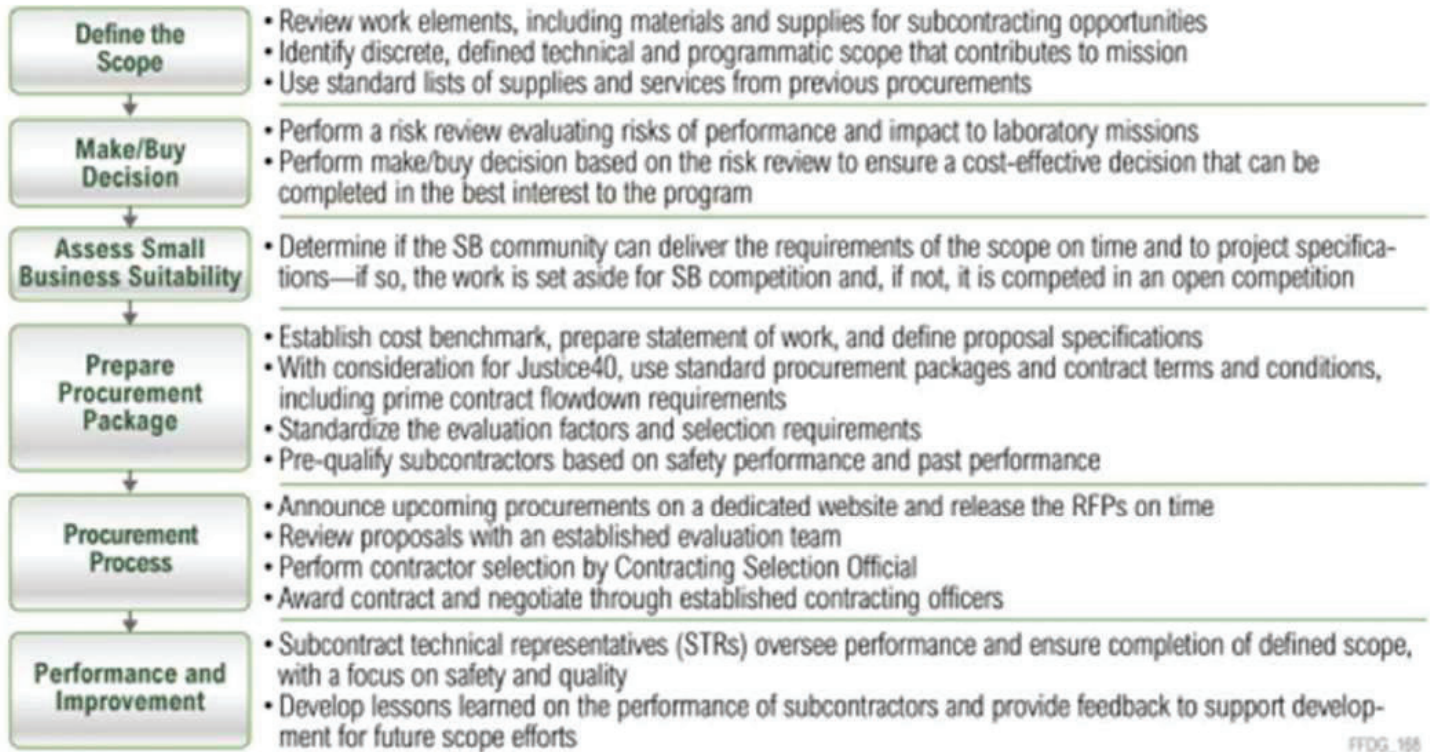 Define the
Scope
• Review work elements, including materials and supplies for subcontracting opportunities
• Identify discrete, defined technical and programmatic scope that contributes to mission
• Use standard lists of supplies and services from previous procurements
Make/Buy
Decision
• Perform a risk review evaluating risks of performance and impact to laboratory missions
• Perform make/buy decision based on the risk review to ensure a cost-effective decision that can be
completed in the best interest to the program
Assess Small
Business Suitability
• Determine if the SB community can deliver the requirements of the scope on time and to project specifica-
tions—if so, the work is set aside for SB competition and, if not, it is competed in an open competition
Prepare
Procurement
Package
• Establish cost benchmark, prepare statement of work, and define proposal specifications
• With consideration for Justice40, use standard procurement packages and contract terms and conditions,
including prime contract flowdown requirements
• Standardize the evaluation factors and selection requirements
• Pre-qualify subcontractors based on safety performance and past performance
Procurement
Process
• Announce upcoming procurements on a dedicated website and release the RFPs on time
• Review proposals with an established evaluation team
• Perform contractor selection by Contracting Selection Official
• Award contract and negotiate through established contracting officers
Performance and
Improvement
• Subcontract technical representatives (STRs) oversee performance and ensure completion of defined scope,
with a focus on safety and quality
• Develop lessons learned on the performance of subcontractors and provide feedback to support develop-
ment for future scope efforts
FFDG_168